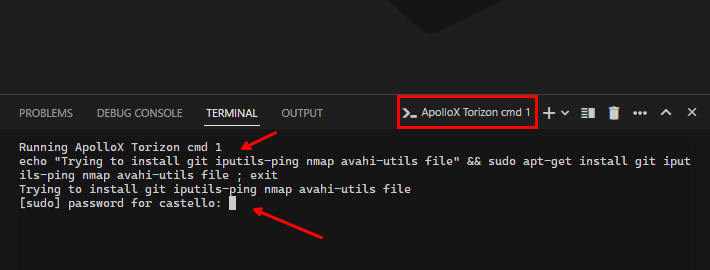 PROBLEMS DEBUG CONSOLE TERMINAL OUTPUT ApolloX Torizon cmd 1
Running ApolloX Torizon cmd 1
echo "Trying to install git iputils-ping nmap avahi-utils file" && sudo apt-get install git iput
ils-ping nmap avahi-utils file ; exit
Trying to install git iputils-ping nmap avahi-utils file
[sudo] password for castello: